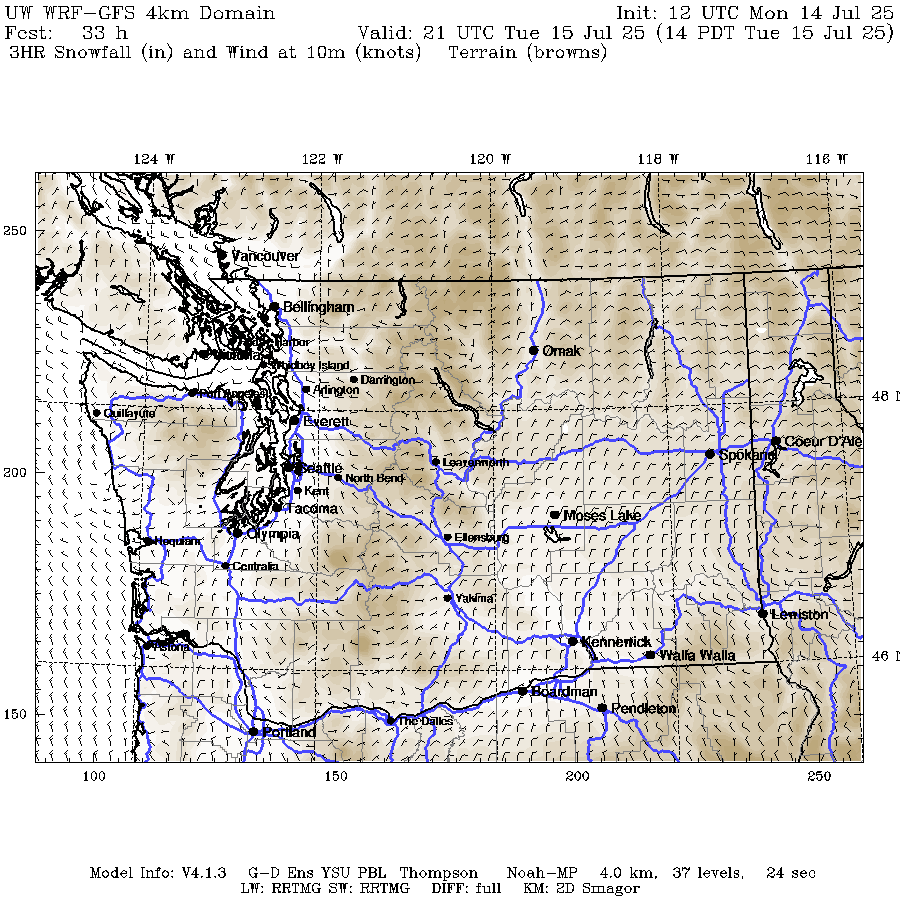 UW WRF-GFS 4km Domain Init: 12 UTC Mon 14 Jul 25
Fcst: 33 h Valid: 21 UTC Tue 15 Jul 25 (14 PDT Tue 15 Jul 25)
3HR Snowfall (in) and Wind at 10m (knots) Terrain (browns)
124 W 122 W 120 W 118 W 116 W
250
Vancouver
Bellingham
Harbor
Victoria
Whidbey Island
Omak
Darrington
Arlington
Port Angeles
48 N
Quillayute
Everett
Coeur D'Ale
Spokane
Leavenworth
200
Seattle
North Bend
Kent
Tacoma
Moses Lake
Olympia
Ellensburg
Hoquiam
Centralia
Yakima
Lewiston
Kennewick
Astoria
Walla Walla
46 N
Boardman
Pendleton
150
The Dalles
Portland
100 150 200 250
Model Info: V4.1.3 G-D Ens YSU PBL Thompson Noah-MP 4.0 km, 37 levels, 24 sec
LW: RRTMG SW: RRTMG DIFF: full KM: 2D Smagor